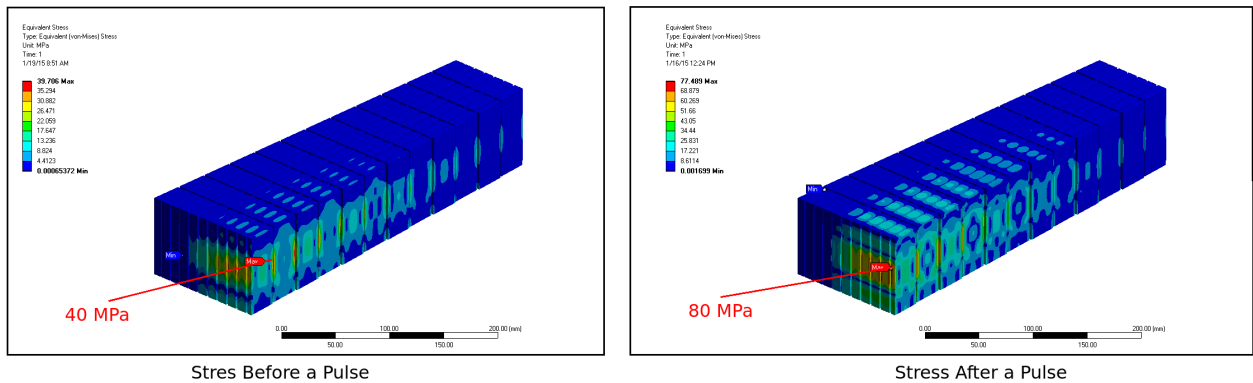 Equivalent Stress
Type: Equivalent (von-Mises) Stress
Unit: MPa
Time: 1
1/19/15 8:51 AM
39.706 Max
35.294
30.882
26.471
22.059
17.647
13.236
8.824
4.4123
0.00065372 Min
Min
Max
40 MPa
0.00
100.00
200.00 (mm)
50.00
150.00
Stres Before a Pulse
Equivalent Stress
Type: Equivalent (von-Mises) Stress
Unit: MPa
Time: 1
1/16/15 12:24 PM
77.489 Max
68.879
60.269
51.66
43.05
34.44
25.831
17.221
8.6114
0.001699 Min
Min
Max
80 MPa
0.00
100.00
200.00 (mm)
50.00
150.00
Stress After a Pulse